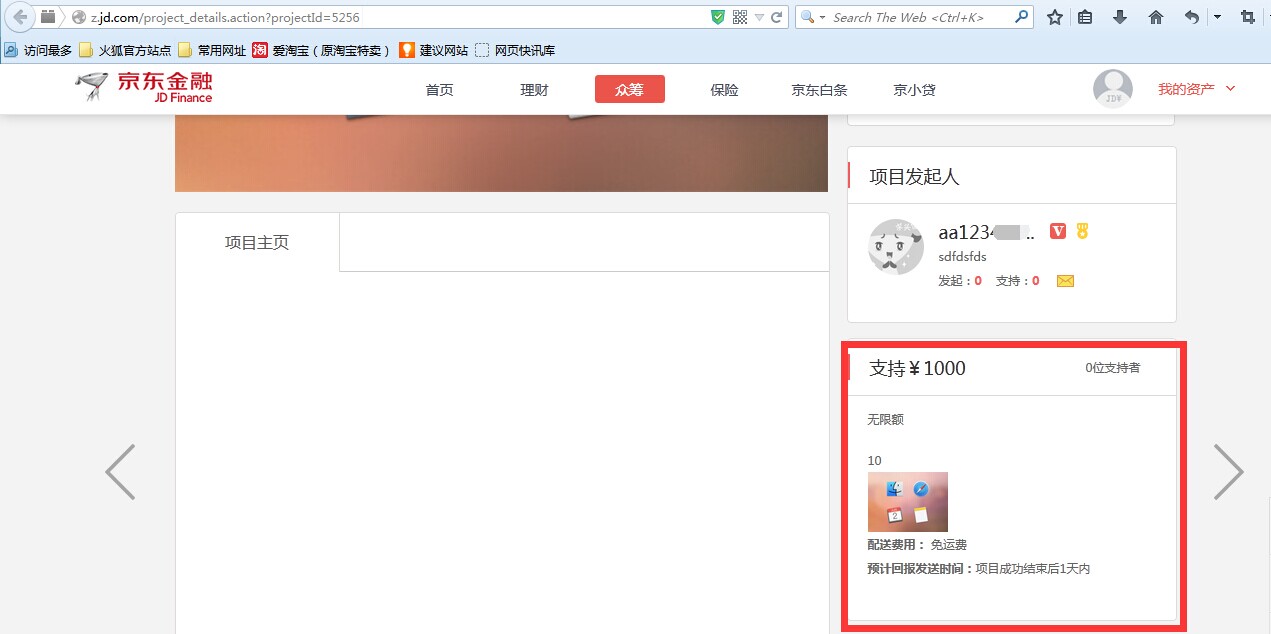 z.jd.com/project_details.action?projectId=5256
Search The Web <Ctrl+K>
访问最多 火狐官方站点 常用网址 爱淘宝（原淘宝特卖） 建议网站 网页快讯库
京东金融
JD Finance
首页 理财 众筹 保险 京东白条 京小贷 我的资产
项目主页
项目发起人
aa1234..
sdfdsfds
发起：0 支持：0
支持￥1000 0位支持者
无限额
10
2
配送费用： 免运费
预计回报发送时间：项目成功结束后1天内